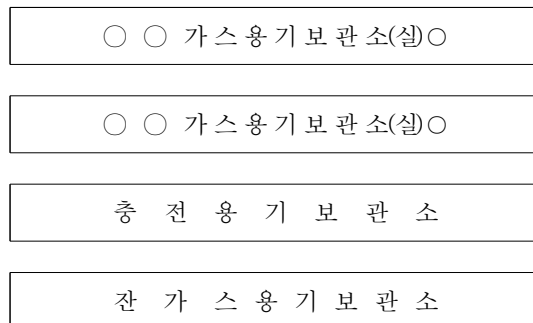 ○ ○ 가 스 용 기 보 관 소(실)○
○ ○ 가 스 용 기 보 관 소(실)○
충 전 용 기 보 관 소
잔 가 스 용 기 보 관 소